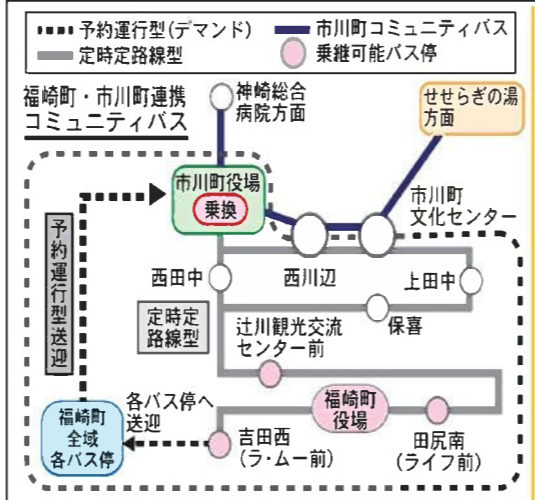 予約運行型(デマンド)
市川町コミュニティバス
定時定路線型
乗継可能バス停
福崎町・市川町連携
コミュニティバス
神崎総合
病院方面
せせらぎの湯
方面
市川町役場
乗換
市川町
文化センター
予約運行型送迎
西田中
西川辺
上田中
定時定
路線型
保喜
辻川観光交流
センター前
福崎町
全域
各バス停
各バス停へ
送迎
福崎町
役場
吉田西
(ラ・ムー前)
田尻南
(ライフ前)